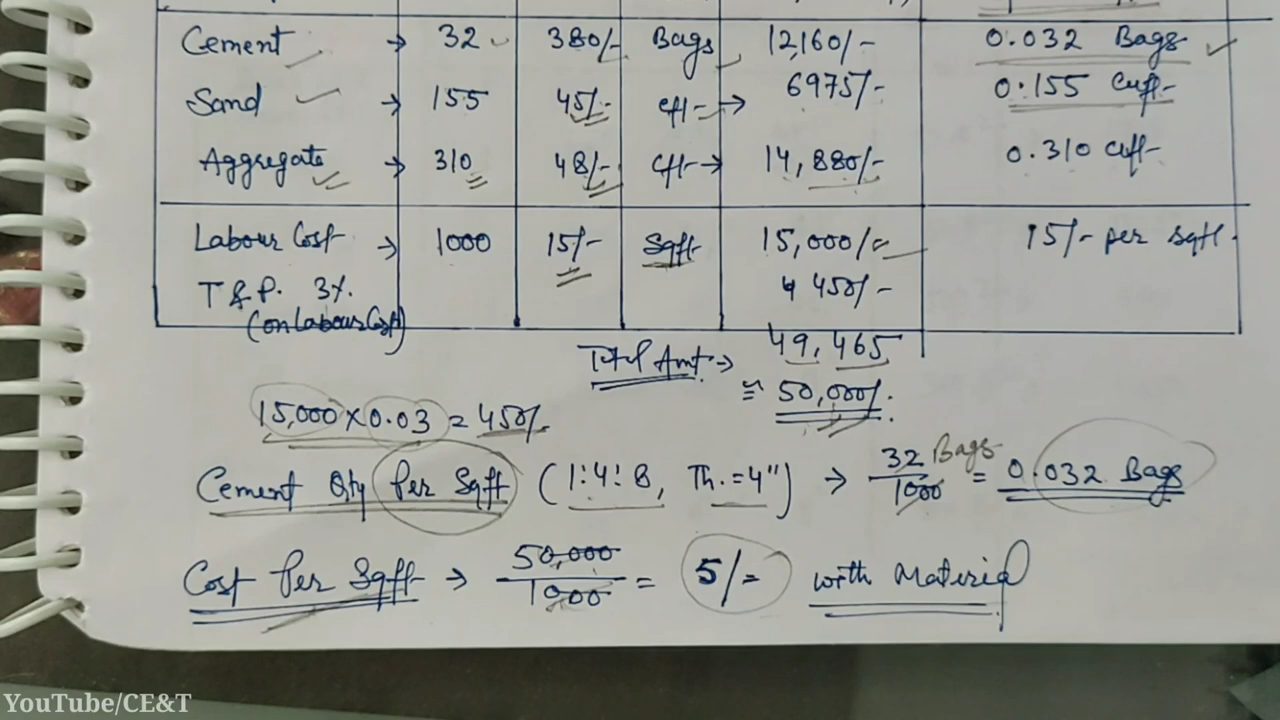 Cement → 32 380/- Bags 12,160/- 0.032 Bags
Sand → 155 45/- cft → 6975/- 0.155 Cuft
Aggregate → 310 48/- cft → 14,880/- 0.310 cuft
Labour Cost → 1000 15/- Sqft 15,000/- 15/- per sqft.
T & P. 3%. 450/-
(on Labour Cost)
Total Amt. → 49,465
≈ 50,000/.
15,000 × 0.03 = 450/-
Cement Qty Per Sqft (1:4:8, Th.=4") → 32 Bags / 1000 = 0.032 Bags
Cost Per Sqft → 50,000 / 1000 = 5/= with Material
YouTube/CE&T